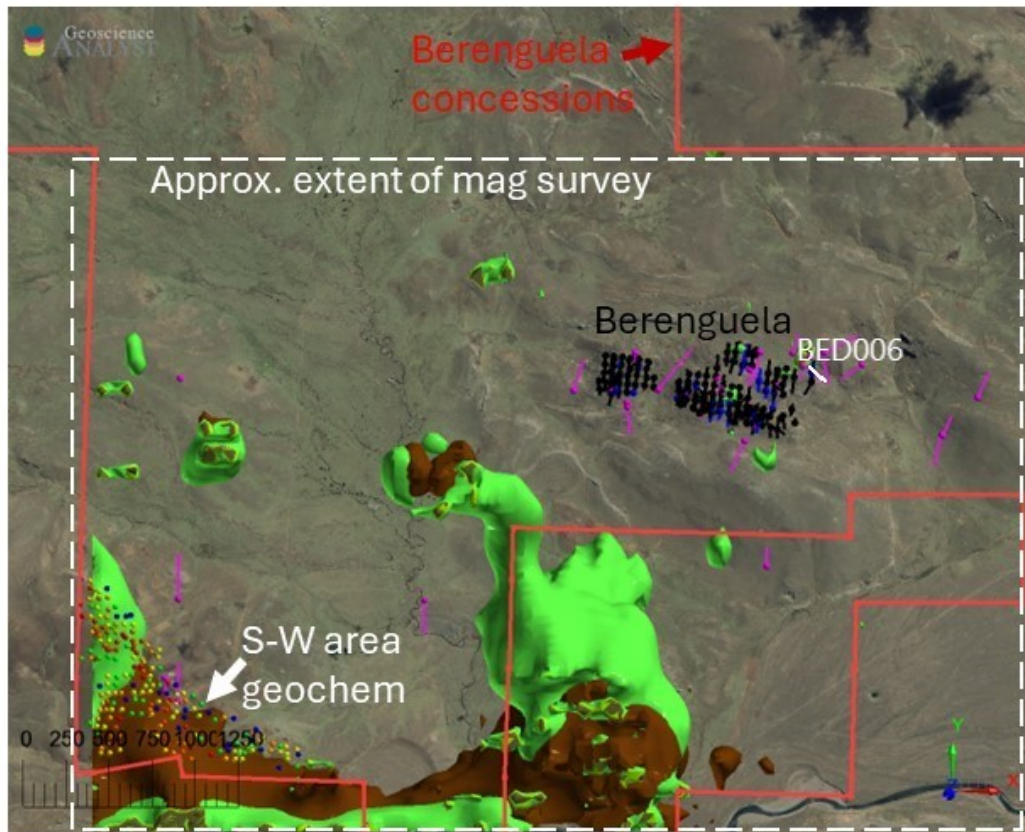 Geoscience
ANALYST
Berenguela
concessions
Approx. extent of mag survey
Berenguela
BED006
S-W area
geochem
0 250 500 750 1000 1250
Y
X